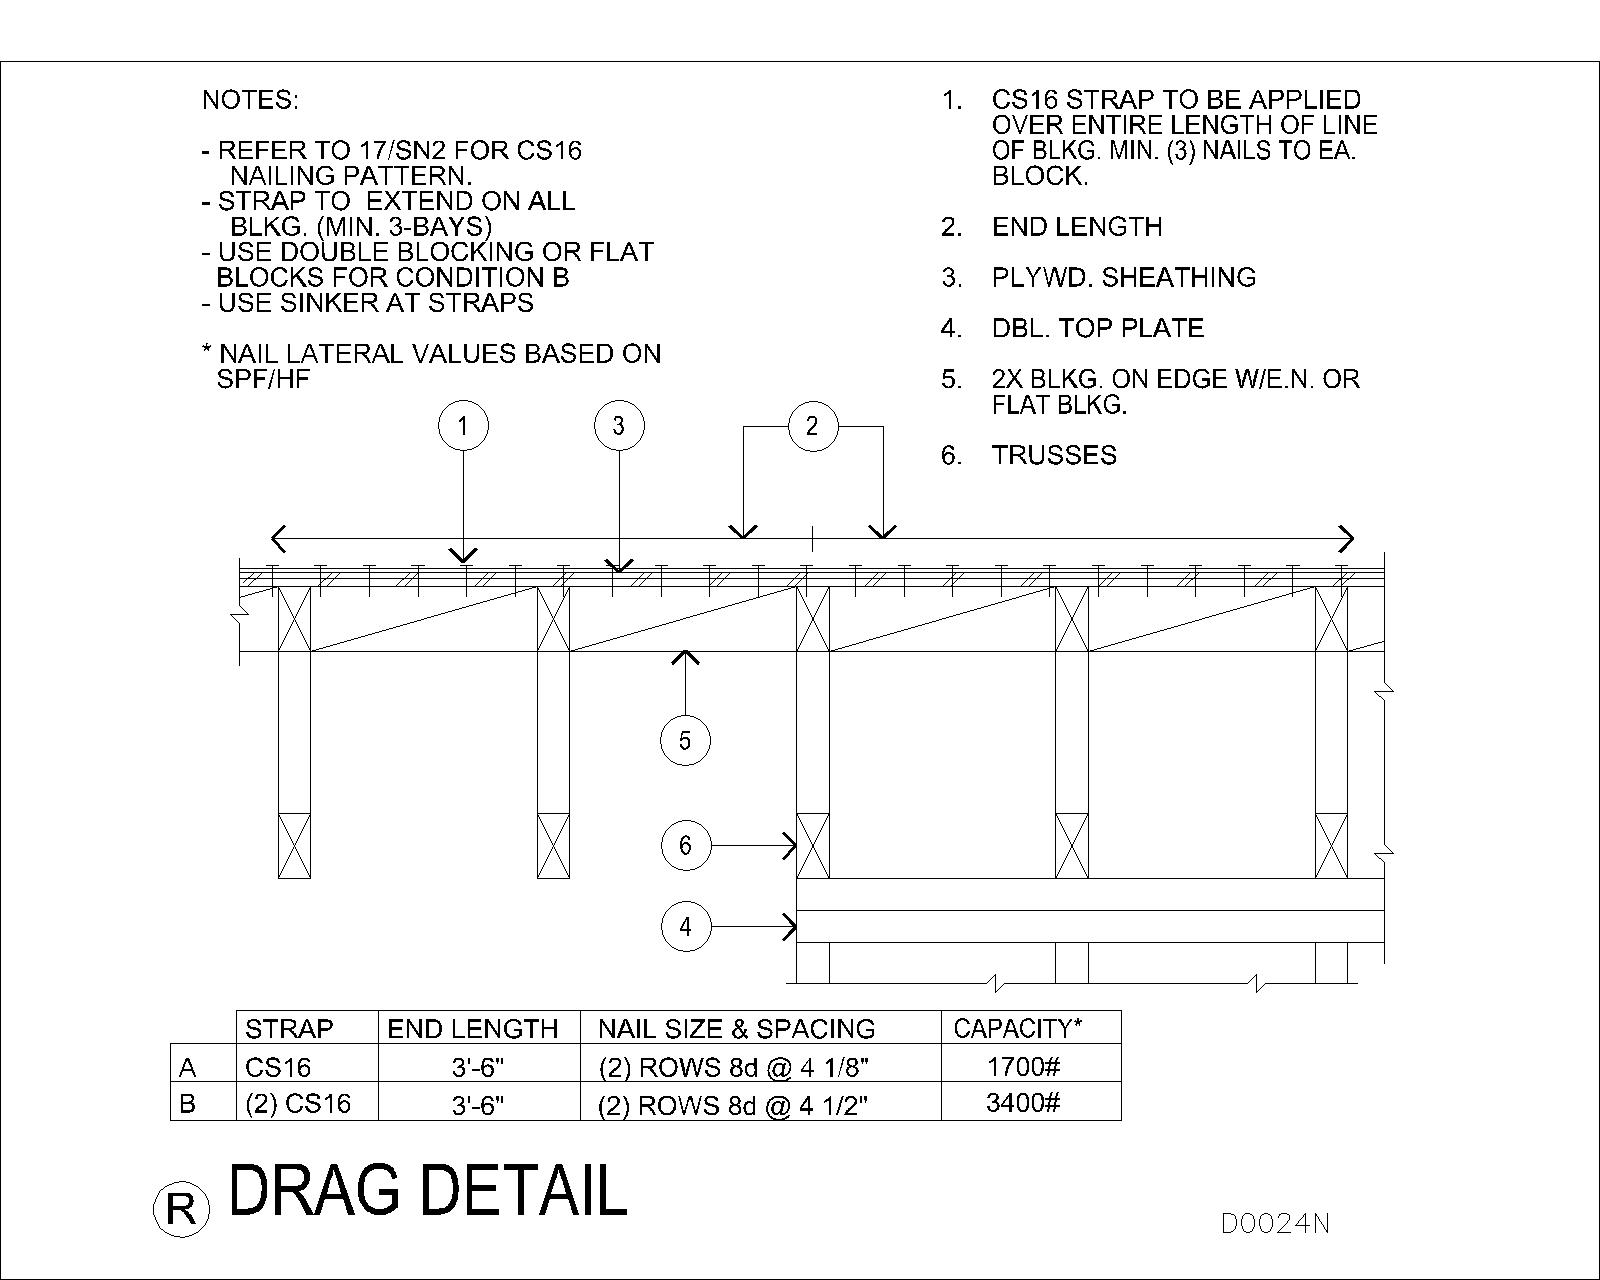 NOTES:
- REFER TO 17/SN2 FOR CS16
NAILING PATTERN.
- STRAP TO EXTEND ON ALL
BLKG. (MIN. 3-BAYS)
- USE DOUBLE BLOCKING OR FLAT
BLOCKS FOR CONDITION B
- USE SINKER AT STRAPS
* NAIL LATERAL VALUES BASED ON
SPF/HF
1. CS16 STRAP TO BE APPLIED
OVER ENTIRE LENGTH OF LINE
OF BLKG. MIN. (3) NAILS TO EA.
BLOCK.
2. END LENGTH
3. PLYWD. SHEATHING
4. DBL. TOP PLATE
5. 2X BLKG. ON EDGE W/E.N. OR
FLAT BLKG.
6. TRUSSES
1
3
2
5
6
4
STRAP END LENGTH NAIL SIZE & SPACING CAPACITY*
A CS16 3'-6" (2) ROWS 8d @ 4 1/8" 1700#
B (2) CS16 3'-6" (2) ROWS 8d @ 4 1/2" 3400#
R DRAG DETAIL
D0024N